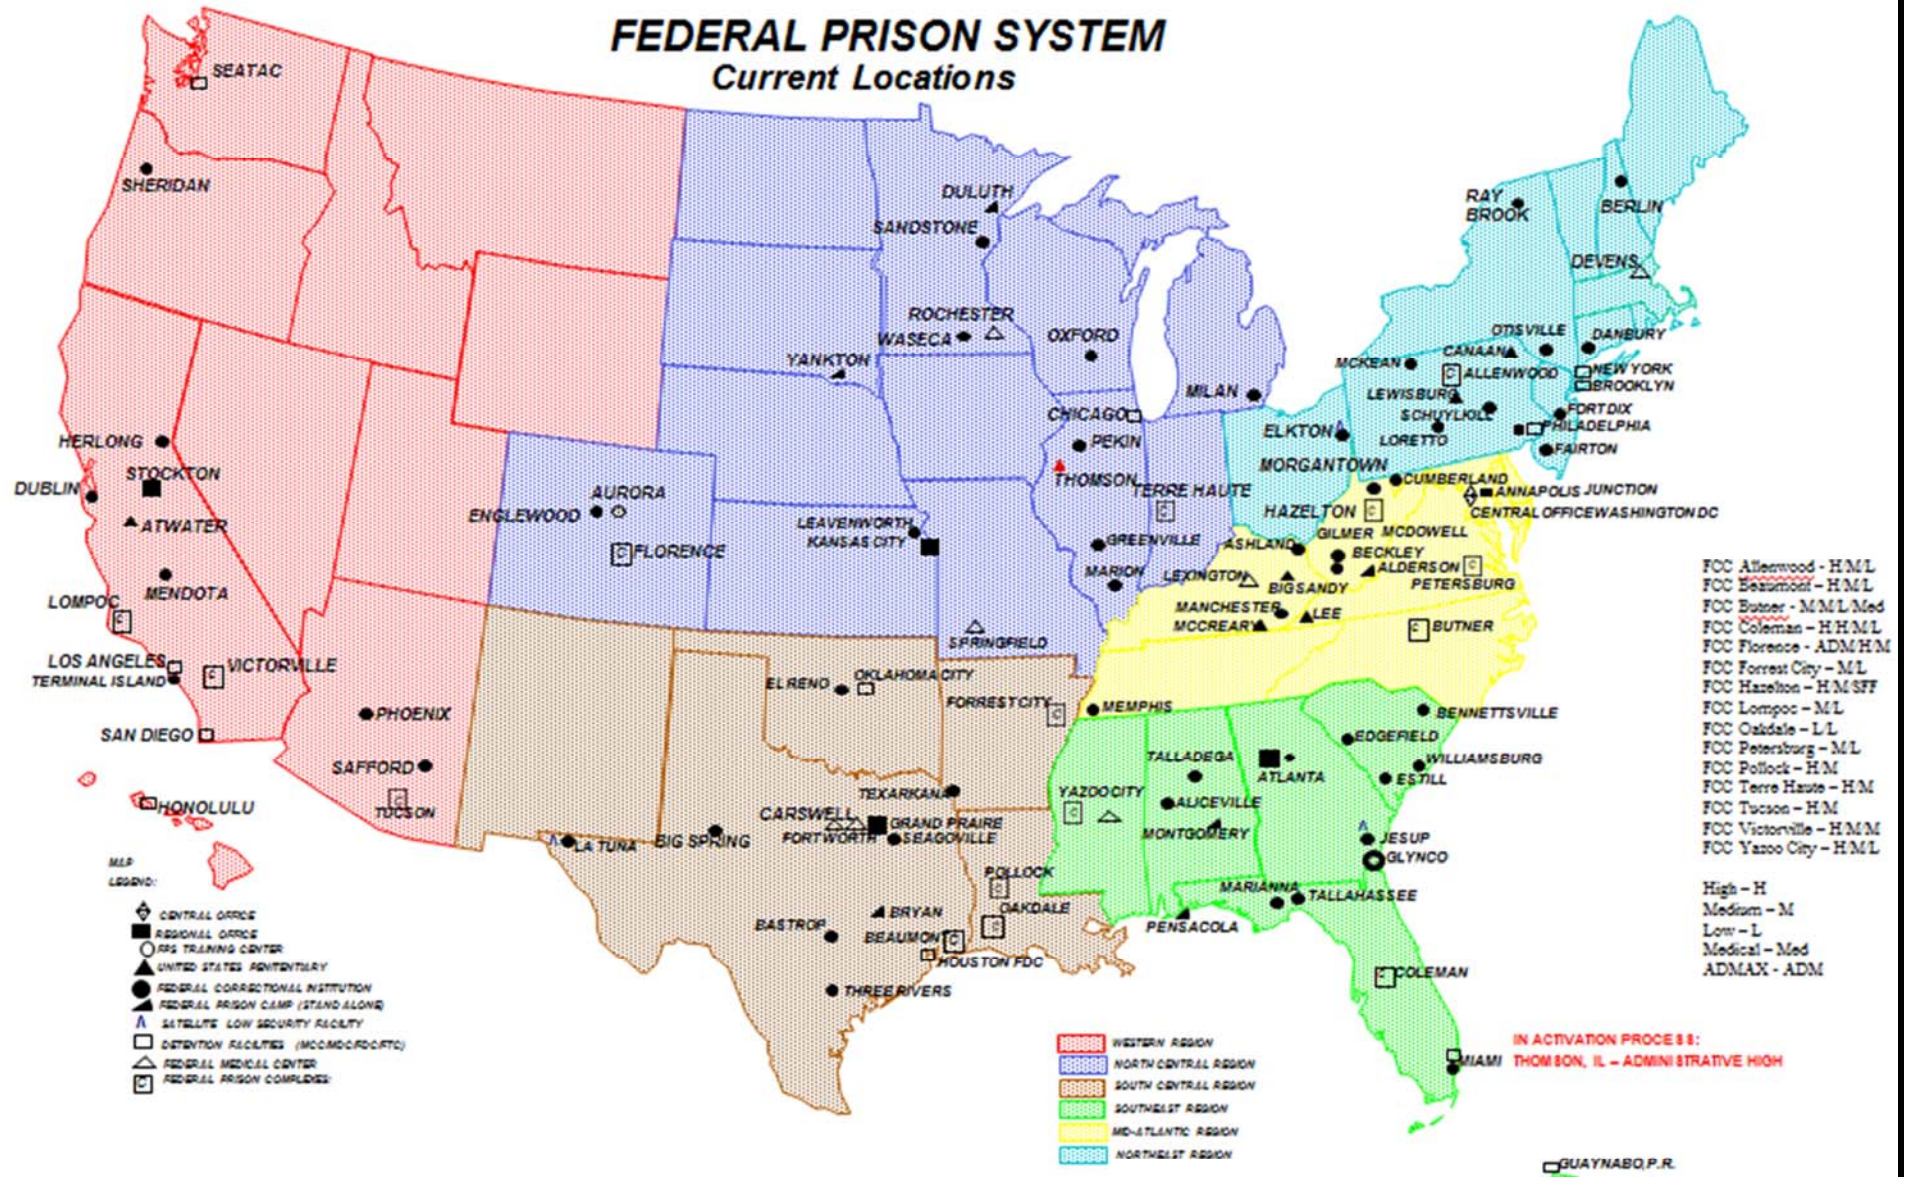 FEDERAL PRISON SYSTEM
Current Locations
SEATAC
SHERIDAN
HERLONG
STOCKTON
DUBLIN
ATWATER
MENDOTA
LOMPOC
LOS ANGELES
TERMINAL ISLAND
VICTORVILLE
SAN DIEGO
PHOENIX
SAFFORD
TUCSON
HONOLULU
DULUTH
SANDSTONE
ROCHESTER
WASECA
YANKTON
OXFORD
MILAN
CHICAGO
PEKIN
THOMSON
TERRE HAUTE
AURORA
ENGLEWOOD
FLORENCE
LEAVENWORTH
KANSAS CITY
GREENVILLE
MARION
SPRINGFIELD
EL RENO
OKLAHOMA CITY
FORREST CITY
TEXARKANA
CARSWELL
GRAND PRAIRE
FORT WORTH
SEAGOVILLE
LA TUNA
BIG SPRING
POLLOCK
OAKDALE
BRYAN
BASTROP
BEAUMONT
HOUSTON FDC
THREE RIVERS
RAY
BROOK
BERLIN
DEVENS
OTISVILLE
DANBURY
MCKEAN
CANAAN
ALLENWOOD
NEW YORK
BROOKLYN
LEWISBURG
SCHUYLKILL
FORT DIX
PHILADELPHIA
LORETTO
FAIRTON
ELKTON
MORGANTOWN
CUMBERLAND
ANNAPOLIS JUNCTION
CENTRAL OFFICE WASHINGTON DC
HAZELTON
GILMER
MCDOWELL
ASHLAND
BECKLEY
ALDERSON
PETERSBURG
LEXINGTON
BIG SANDY
MANCHESTER
LEE
MCCREARY
BUTNER
MEMPHIS
BENNETTSVILLE
EDGEFIELD
WILLIAMSBURG
ESTILL
TALLADEGA
ATLANTA
YAZOO CITY
ALICEVILLE
MONTGOMERY
JESUP
GLYNCO
MARIANNA
TALLAHASSEE
PENSACOLA
COLEMAN
MIAMI
GUAYNABO, P.R.
FCC Allenwood - H/M/L
FCC Beaumont – H/M/L
FCC Butner - M/M/L/Med
FCC Coleman – H/H/M/L
FCC Florence - ADM/H/M
FCC Forrest City – M/L
FCC Hazelton – H/M/SFF
FCC Lompoc – M/L
FCC Oakdale – L/L
FCC Petersburg – M/L
FCC Pollock – H/M
FCC Terre Haute – H/M
FCC Tucson – H/M
FCC Victorville – H/M/M
FCC Yazoo City – H/M/L
High – H
Medium – M
Low – L
Medical – Med
ADMAX - ADM
MAP
LEGEND:
CENTRAL OFFICE
REGIONAL OFFICE
FPS TRAINING CENTER
UNITED STATES PENITENTIARY
FEDERAL CORRECTIONAL INSTITUTION
FEDERAL PRISON CAMP (STAND ALONE)
SATELLITE LOW SECURITY FACILITY
DETENTION FACILITIES (MCC/MDC/FDC/FTC)
FEDERAL MEDICAL CENTER
FEDERAL PRISON COMPLEXES:
WESTERN REGION
NORTH CENTRAL REGION
SOUTH CENTRAL REGION
SOUTHEAST REGION
MID-ATLANTIC REGION
NORTHEAST REGION
IN ACTIVATION PROCESS:
THOMSON, IL – ADMINISTRATIVE HIGH